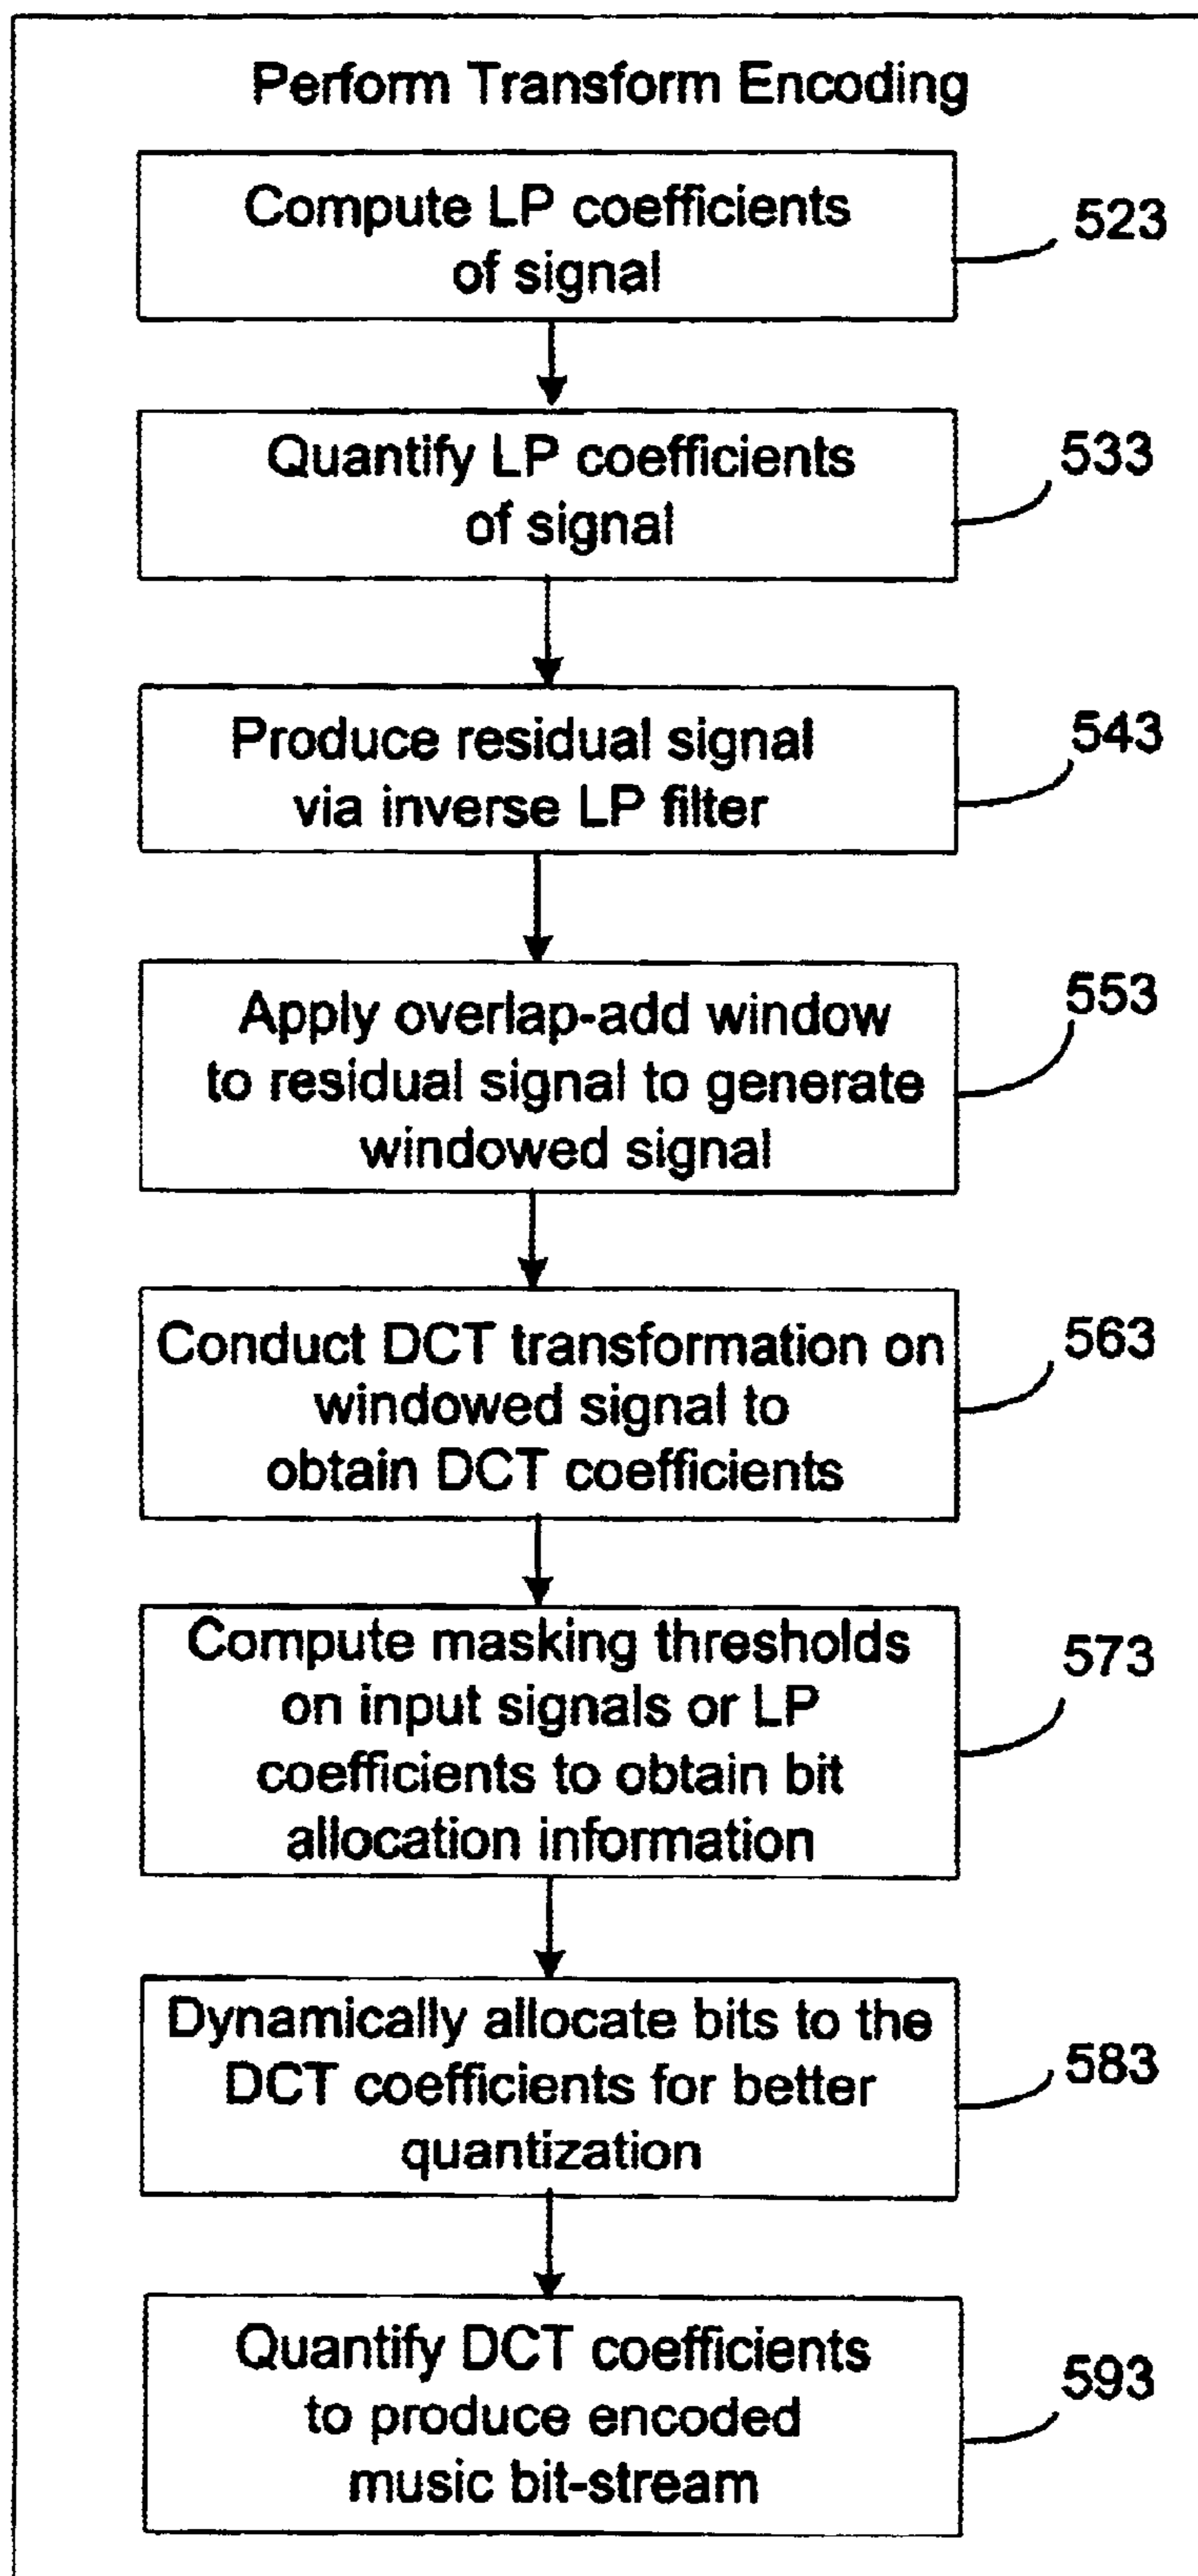 Perform Transform Encoding
Compute LP coefficients
of signal
523
Quantify LP coefficients
of signal
533
Produce residual signal
via inverse LP filter
543
Apply overlap-add window
to residual signal to generate
windowed signal
553
Conduct DCT transformation on
windowed signal to
obtain DCT coefficients
563
Compute masking thresholds
on input signals or LP
coefficients to obtain bit
allocation information
573
Dynamically allocate bits to the
DCT coefficients for better
quantization
583
Quantify DCT coefficients
to produce encoded
music bit-stream
593